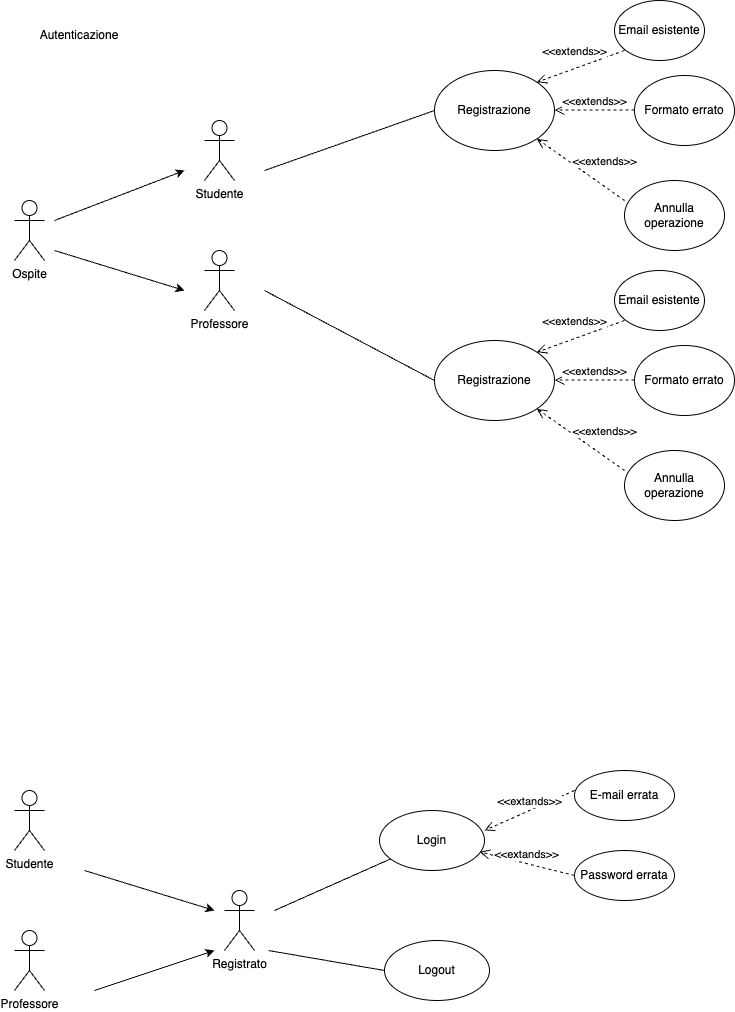 Autenticazione
Email esistente
<<extends>>
Registrazione
<<extends>>
Formato errato
<<extends>>
Studente
Annulla
operazione
Ospite
Professore
Email esistente
<<extends>>
Registrazione
<<extends>>
Formato errato
<<extends>>
Annulla
operazione
Studente
Login
<<extands>>
E-mail errata
<<extands>>
Password errata
Registrato
Logout
Professore